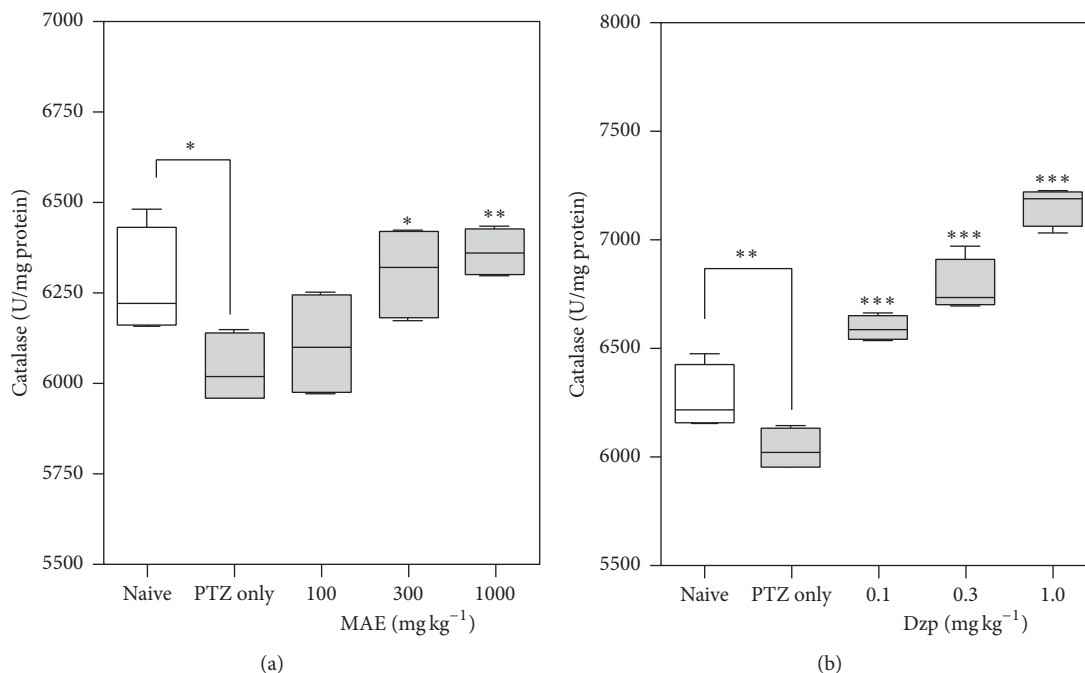 7000
6750
6500
6250
6000
5750
5500
Catalase (U/mg protein)
*
*
**
Naive PTZ only 100 300 1000
MAE (mg kg⁻¹)
(a)
8000
7500
7000
6500
6000
5500
Catalase (U/mg protein)
**
***
***
***
Naive PTZ only 0.1 0.3 1.0
Dzp (mg kg⁻¹)
(b)